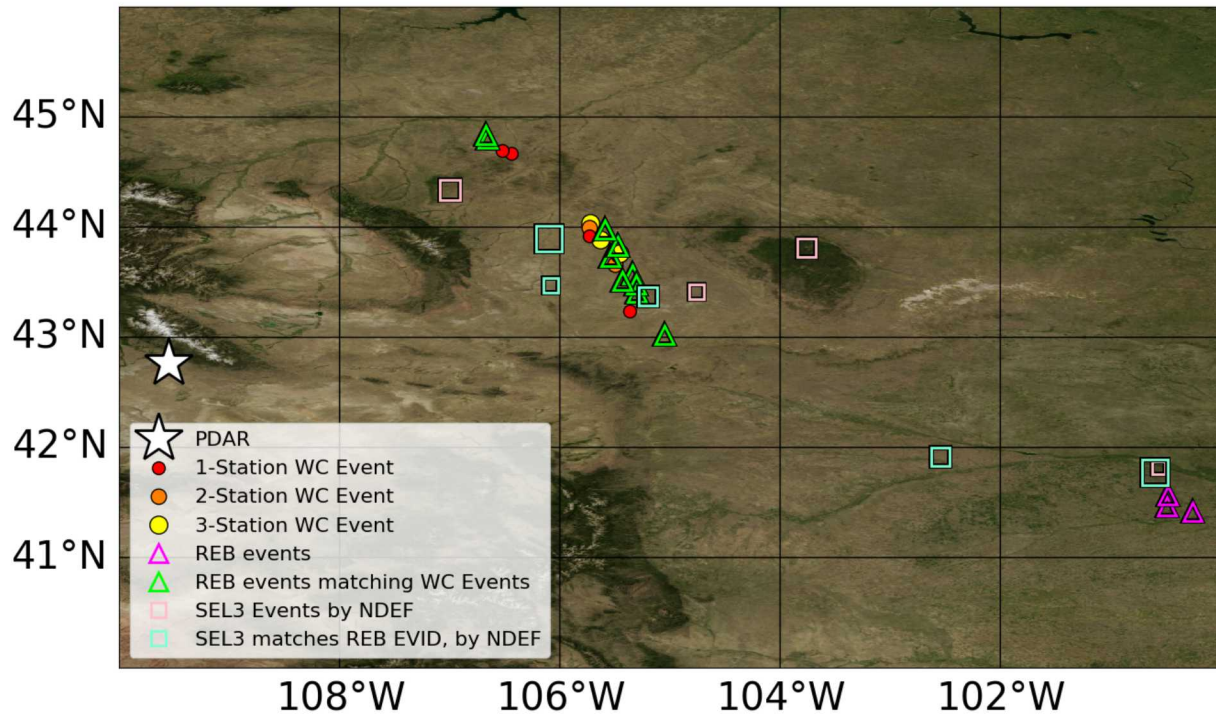 45°N
44°N
43°N
42°N
41°N
PDAR
1-Station WC Event
2-Station WC Event
3-Station WC Event
REB events
REB events matching WC Events
SEL3 Events by NDEF
SEL3 matches REB EVID, by NDEF
108°W 106°W 104°W 102°W